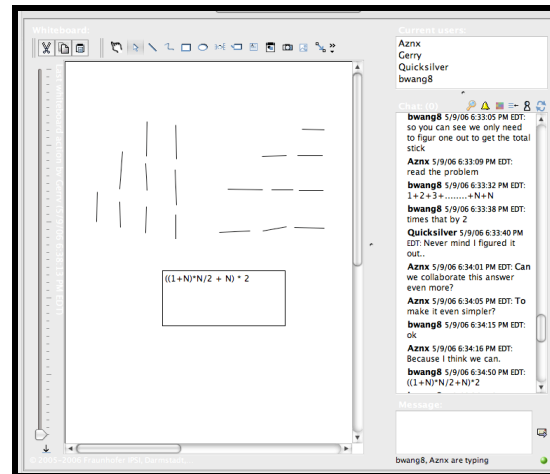 Whiteboard:
Current users:
Aznx
Gerry
Quicksilver
bwang8
Chat: (0)
bwang8 5/9/06 6:33:05 PM EDT:
so you can see we only need
to figur one out to get the total
stick
Aznx 5/9/06 6:33:09 PM EDT:
read the problem
bwang8 5/9/06 6:33:32 PM EDT:
1+2+3+........+N+N
bwang8 5/9/06 6:33:38 PM EDT:
times that by 2
Quicksilver 5/9/06 6:33:40
PM EDT: Never mind I figured it
out..
Aznx 5/9/06 6:34:01 PM EDT: Can
we collaborate this answer
even more?
Aznx 5/9/06 6:34:05 PM EDT: To
make it even simpler?
bwang8 5/9/06 6:34:15 PM EDT:
ok
Aznx 5/9/06 6:34:16 PM EDT:
Because I think we can.
bwang8 5/9/06 6:34:50 PM EDT:
((1+N)*N/2+N)*2
((1+N)*N/2 + N) * 2
Message:
bwang8, Aznx are typing